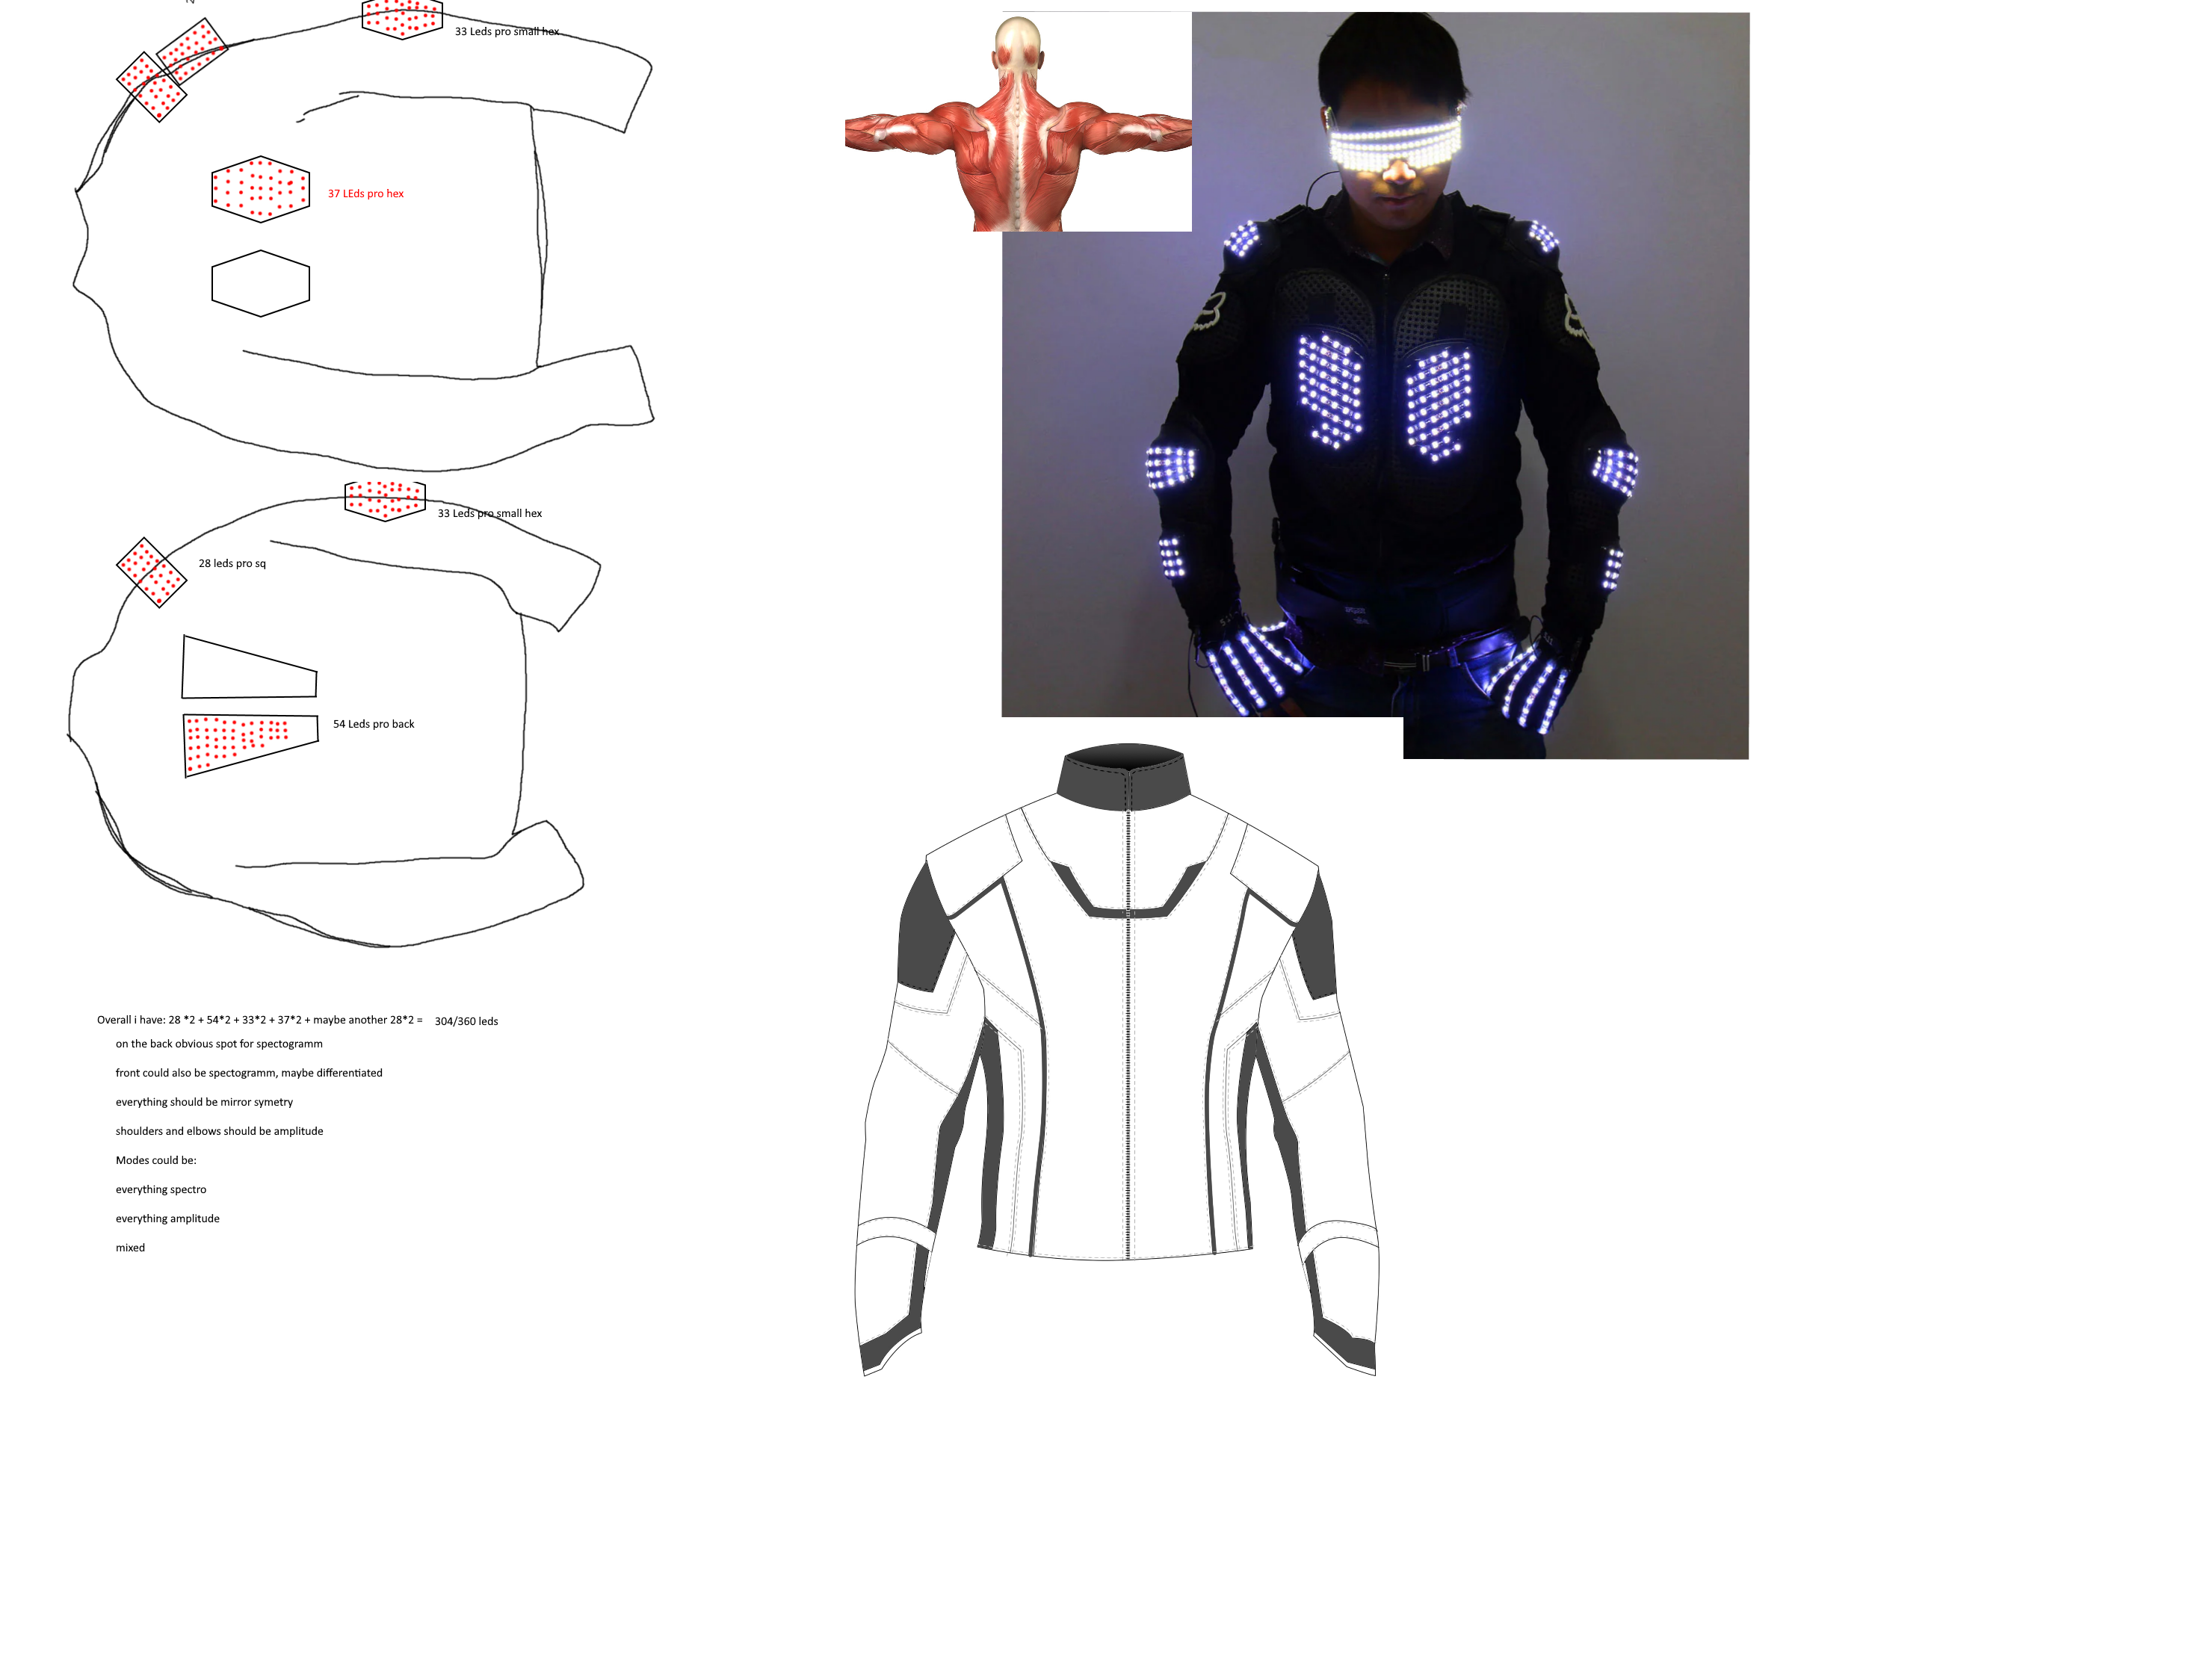 33 Leds pro small hex
37 LEds pro hex
33 Leds pro small hex
28 leds pro sq
54 Leds pro back
Overall i have: 28 *2 + 54*2 + 33*2 + 37*2 + maybe another 28*2 = 304/360 leds
on the back obvious spot for spectogramm
front could also be spectogramm, maybe differentiated
everything should be mirror symetry
shoulders and elbows should be amplitude
Modes could be:
everything spectro
everything amplitude
mixed